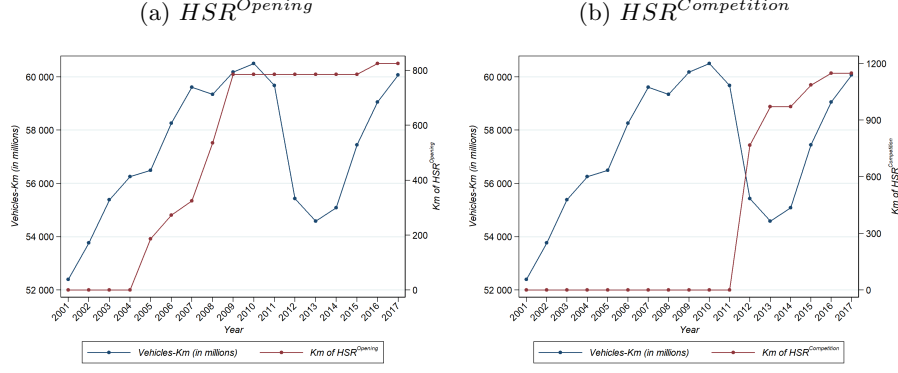 (a) HSR^Opening
(b) HSR^Competition
60 000
58 000
56 000
54 000
52 000
Vehicles-Km (in millions)
800
600
400
200
0
Km of HSR^Opening
2001 2002 2003 2004 2005 2006 2007 2008 2009 2010 2011 2012 2013 2014 2015 2016 2017
Year
Vehicles-Km (in millions) Km of HSR^Opening
60 000
58 000
56 000
54 000
52 000
Vehicles-Km (in millions)
1200
900
600
300
0
Km of HSR^Competition
2001 2002 2003 2004 2005 2006 2007 2008 2009 2010 2011 2012 2013 2014 2015 2016 2017
Year
Vehicles-Km (in millions) Km of HSR^Competition